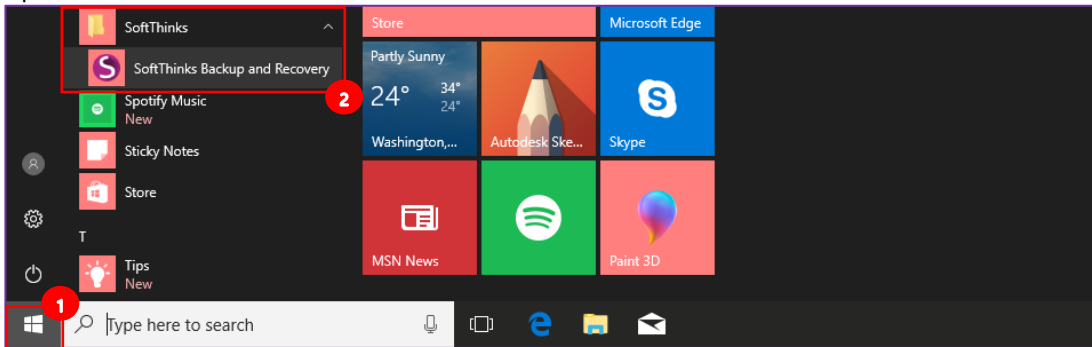 SoftThinks
SoftThinks Backup and Recovery
2
Spotify Music
New
Sticky Notes
Store
T
Tips
New
1
Type here to search
Store
Microsoft Edge
Partly Sunny
24° 34°
24°
Washington,...
Autodesk Ske...
Skype
MSN News
Paint 3D